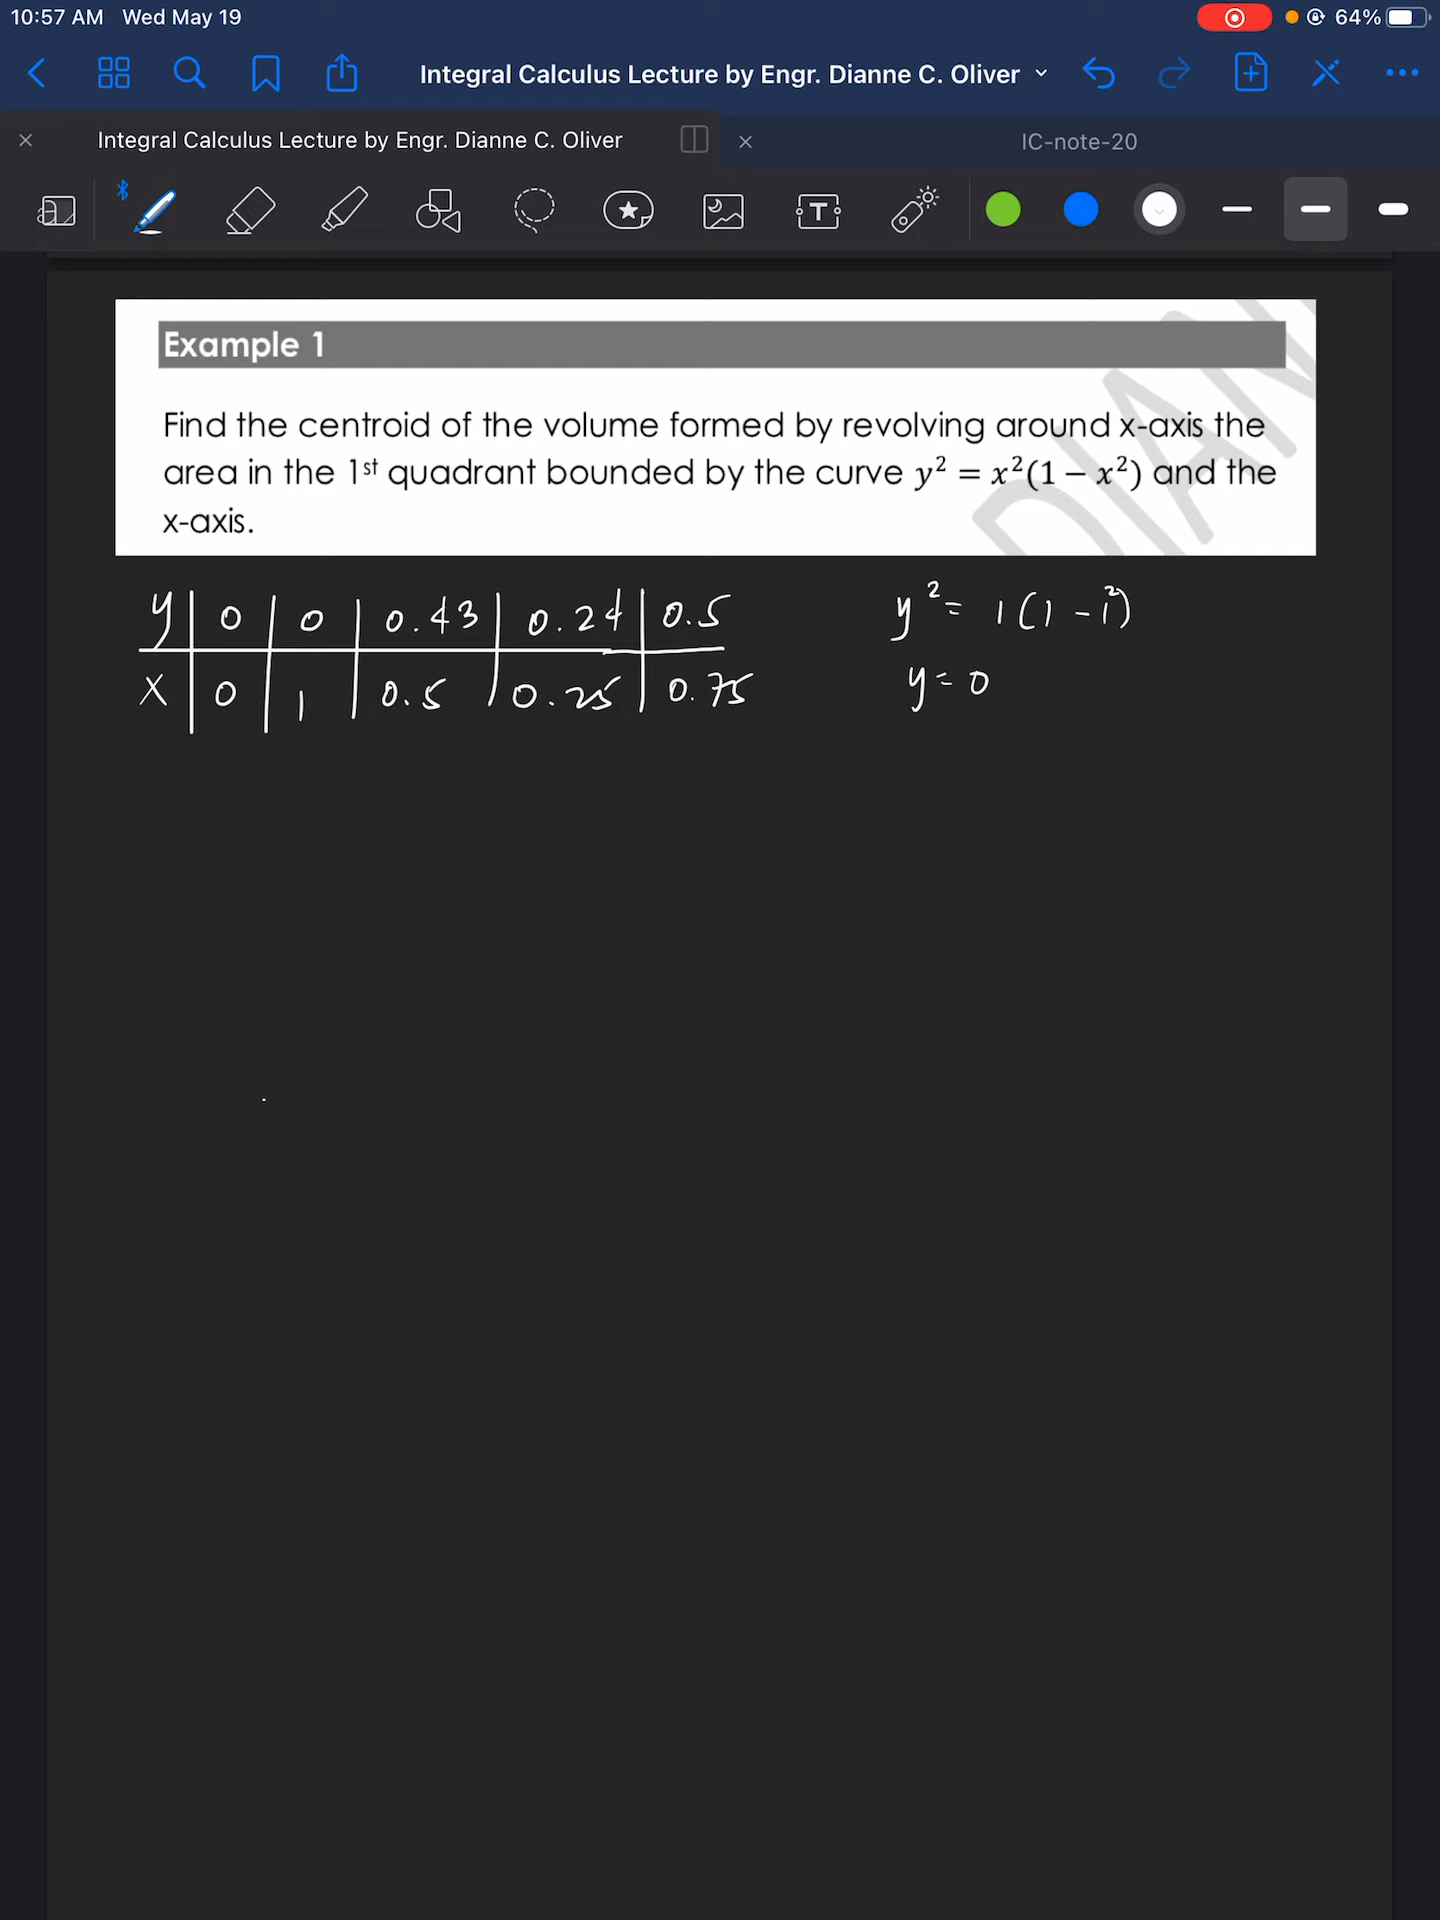 10:57 AM Wed May 19
64%
Integral Calculus Lecture by Engr. Dianne C. Oliver
Integral Calculus Lecture by Engr. Dianne C. Oliver
IC-note-20
T
Example 1
Find the centroid of the volume formed by revolving around x-axis the
area in the 1st quadrant bounded by the curve y² = x²(1 − x²) and the
x-axis.
DIAN
y | 0 | 0 | 0.43 | 0.24 | 0.5
x | 0 | 1 | 0.5 | 0.25 | 0.75
y² = 1(1 - 1²)
y = 0